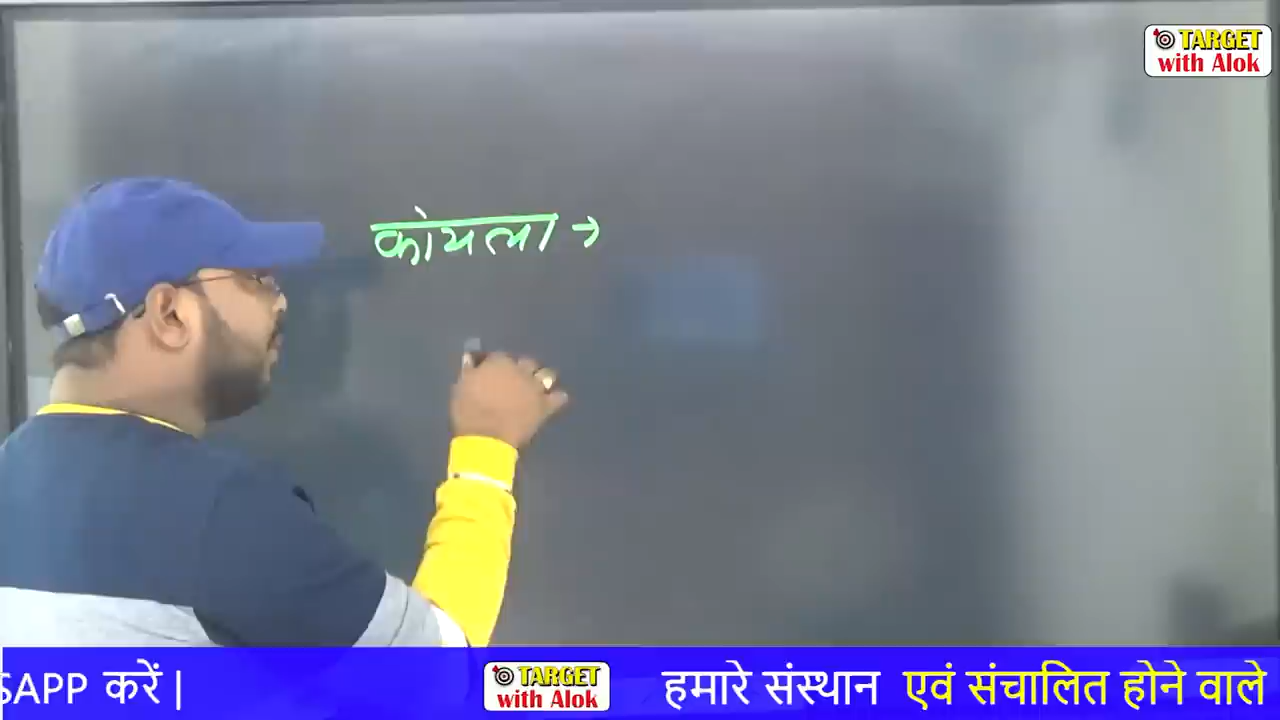 TARGET
with Alok
कोयला →
SAPP करें |
TARGET
with Alok
हमारे संस्थान एवं संचालित होने वाले